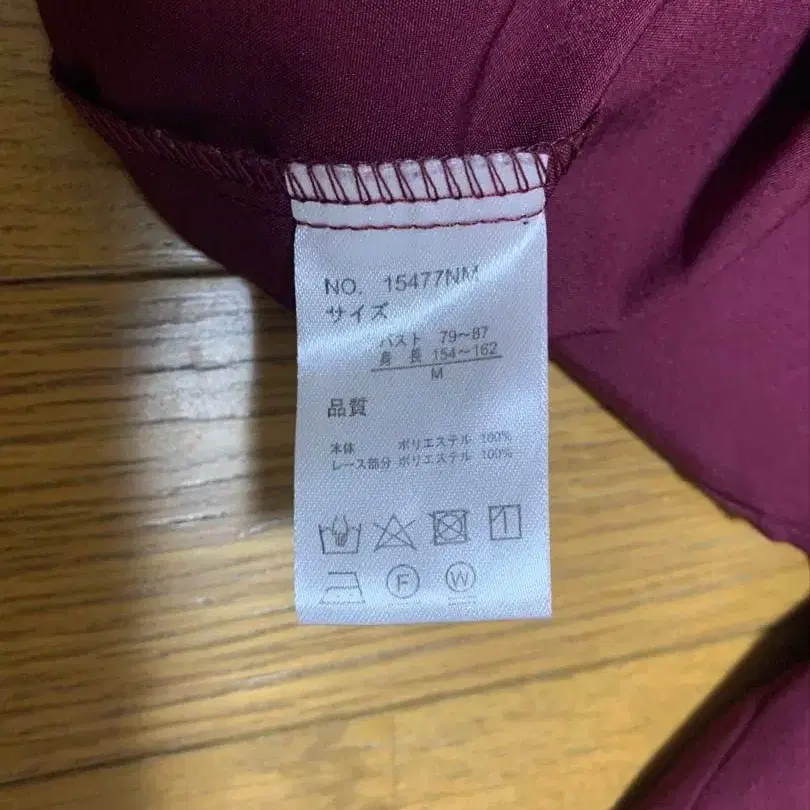 NO. 15477NM
サイズ
バスト 79~87
身 長 154~162
M
品質
本体 ポリエステル 100%
レース部分 ポリエステル 100%
1
F
W